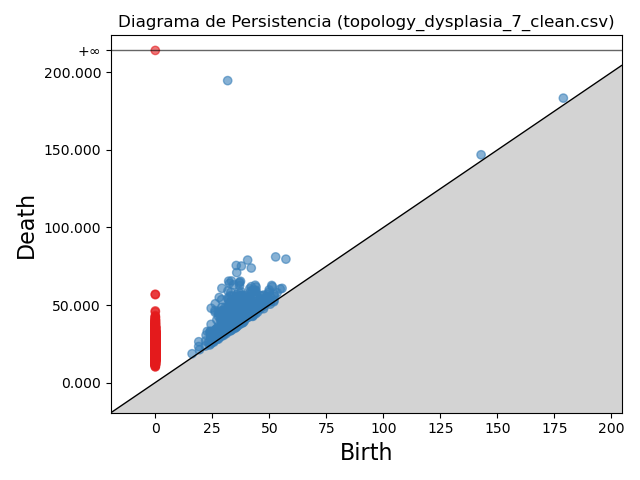 Diagrama de Persistencia (topology_dysplasia_7_clean.csv)
+∞
200.000
150.000
100.000
50.000
0.000
Death
0 25 50 75 100 125 150 175 200
Birth